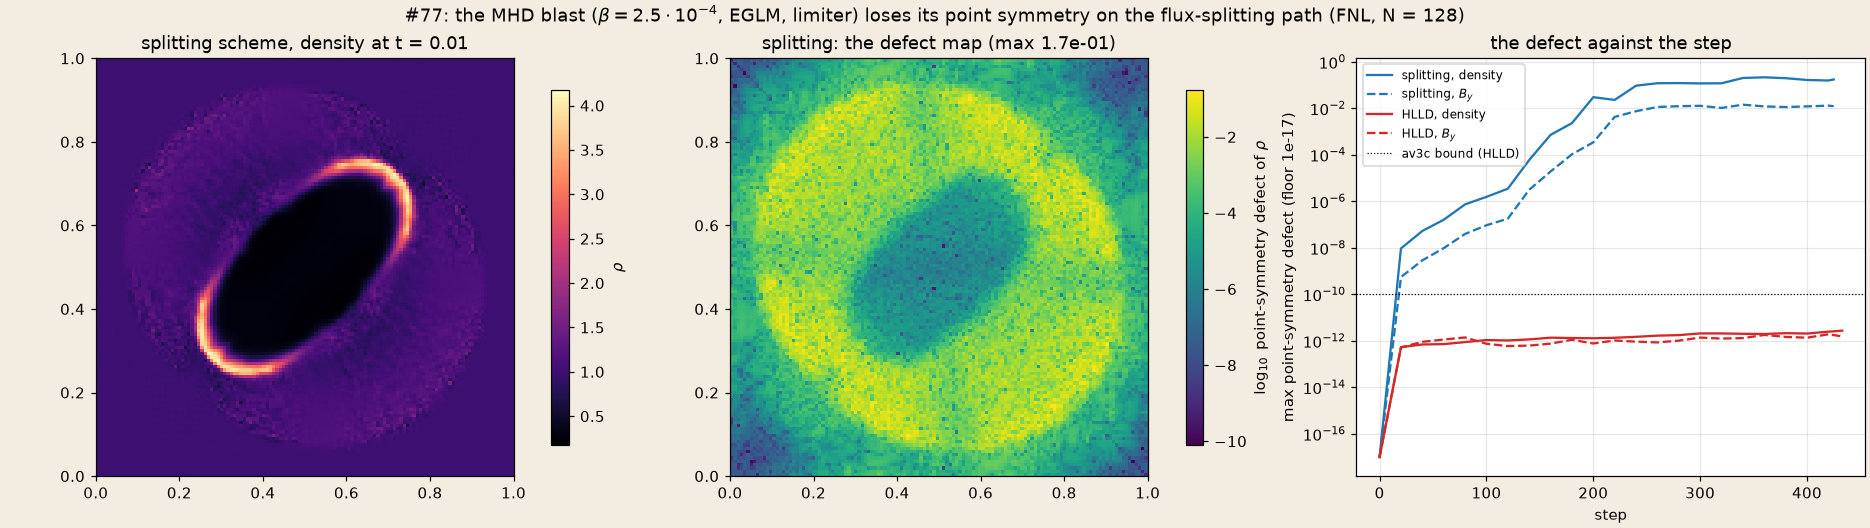 #77: the MHD blast (β = 2.5 · 10⁻⁴, EGLM, limiter) loses its point symmetry on the flux-splitting path (FNL, N = 128)
splitting scheme, density at t = 0.01
1.0
0.8
0.6
0.4
0.2
0.0
0.0 0.2 0.4 0.6 0.8 1.0
4.0
3.5
3.0
2.5
2.0
1.5
1.0
0.5
ρ
splitting: the defect map (max 1.7e-01)
1.0
0.8
0.6
0.4
0.2
0.0
0.0 0.2 0.4 0.6 0.8 1.0
−2
−4
−6
−8
−10
log₁₀ point-symmetry defect of ρ
the defect against the step
max point-symmetry defect (floor 1e-17)
10⁰
10⁻²
10⁻⁴
10⁻⁶
10⁻⁸
10⁻¹⁰
10⁻¹²
10⁻¹⁴
10⁻¹⁶
splitting, density
splitting, B_y
HLLD, density
HLLD, B_y
av3c bound (HLLD)
0 100 200 300 400
step